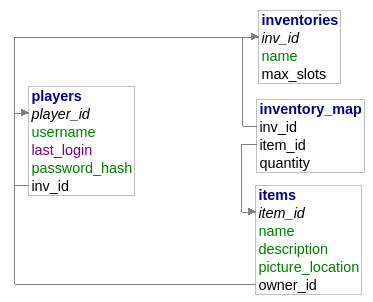 inventories
inv_id
name
max_slots
players
player_id
username
last_login
password_hash
inv_id
inventory_map
inv_id
item_id
quantity
items
item_id
name
description
picture_location
owner_id